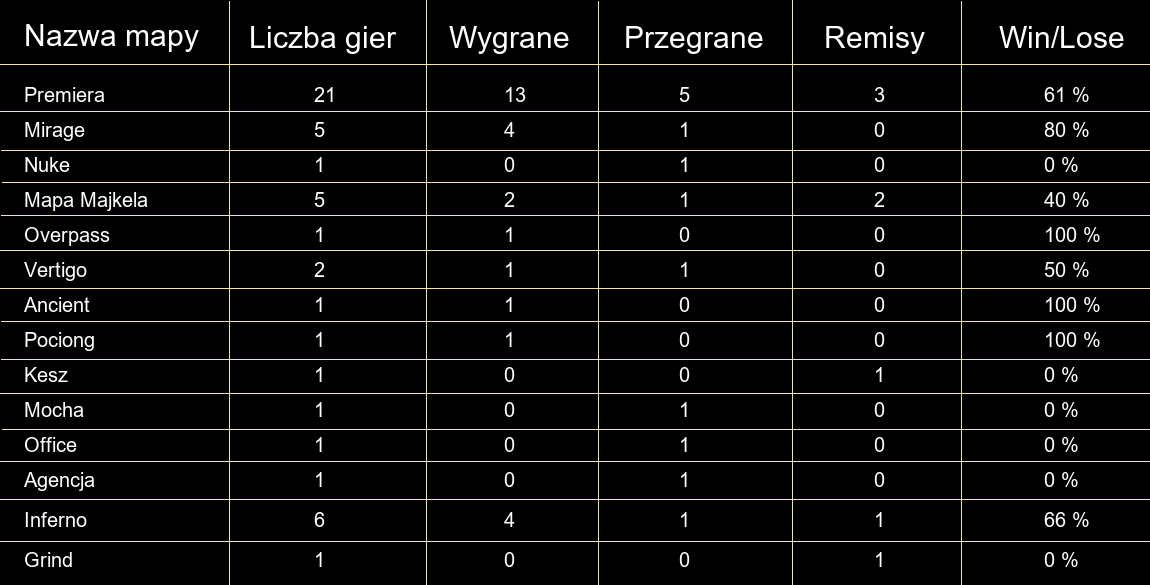 Nazwa mapy Liczba gier Wygrane Przegrane Remisy Win/Lose
Premiera 21 13 5 3 61 %
Mirage 5 4 1 0 80 %
Nuke 1 0 1 0 0 %
Mapa Majkela 5 2 1 2 40 %
Overpass 1 1 0 0 100 %
Vertigo 2 1 1 0 50 %
Ancient 1 1 0 0 100 %
Pociong 1 1 0 0 100 %
Kesz 1 0 0 1 0 %
Mocha 1 0 1 0 0 %
Office 1 0 1 0 0 %
Agencja 1 0 1 0 0 %
Inferno 6 4 1 1 66 %
Grind 1 0 0 1 0 %